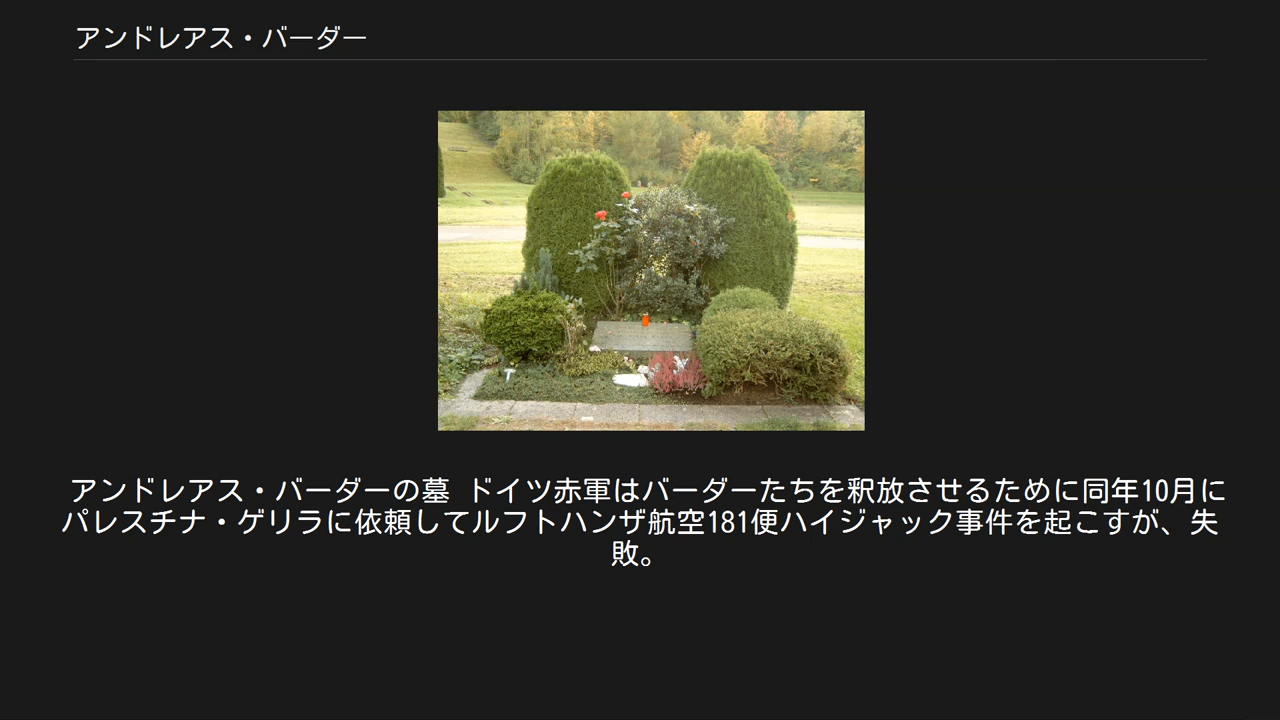 アンドレアス・バーダー
アンドレアス・バーダーの墓 ドイツ赤軍はバーダーたちを釈放させるために同年10月に
パレスチナ・ゲリラに依頼してルフトハンザ航空181便ハイジャック事件を起こすが、失
敗。